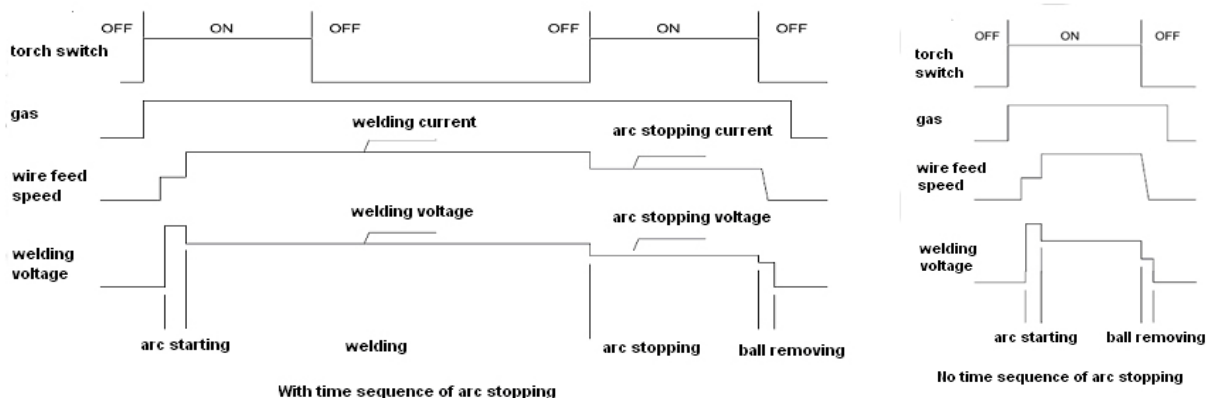 OFF ON OFF OFF ON OFF
torch switch
gas
welding current
arc stopping current
wire feed
speed
welding voltage
arc stopping voltage
welding
voltage
arc starting
welding
arc stopping
ball removing
With time sequence of arc stopping
OFF ON OFF
torch
switch
gas
wire feed
speed
welding
voltage
arc starting
ball removing
No time sequence of arc stopping